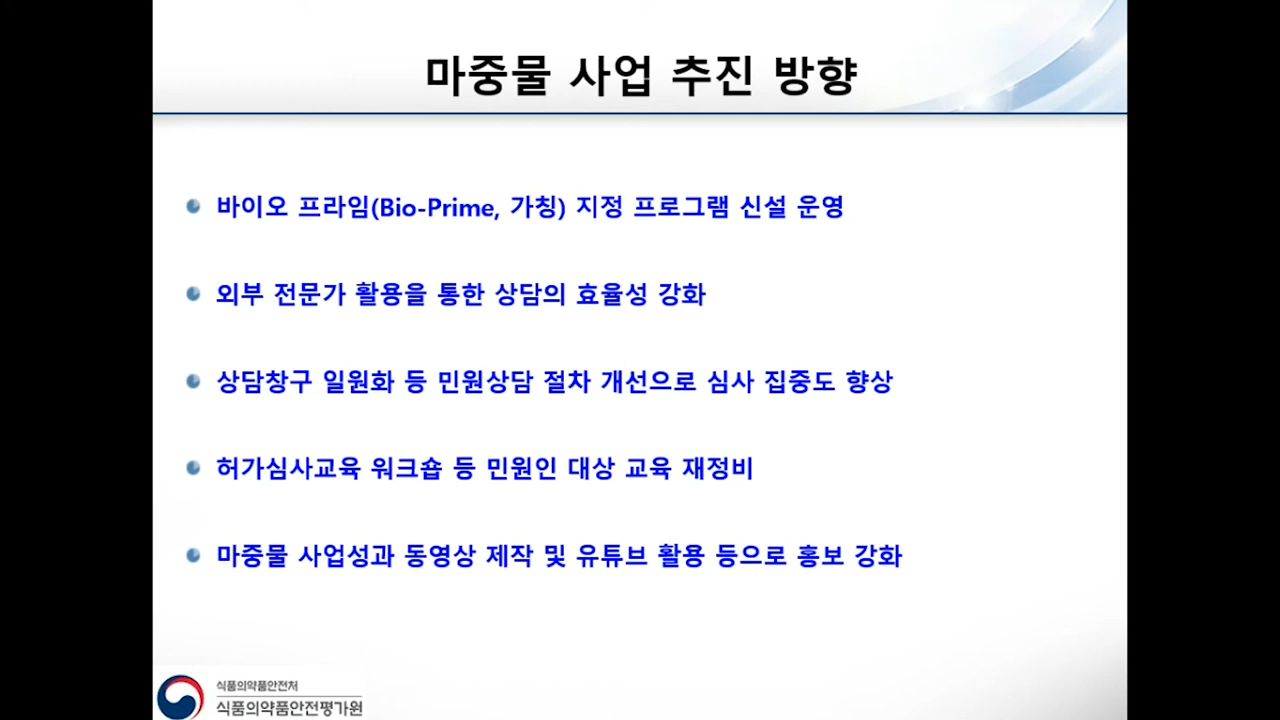 마중물 사업 추진 방향
바이오 프라임(Bio-Prime, 가칭) 지정 프로그램 신설 운영
외부 전문가 활용을 통한 상담의 효율성 강화
상담창구 일원화 등 민원상담 절차 개선으로 심사 집중도 향상
허가심사교육 워크숍 등 민원인 대상 교육 재정비
마중물 사업성과 동영상 제작 및 유튜브 활용 등으로 홍보 강화
식품의약품안전처
식품의약품안전평가원